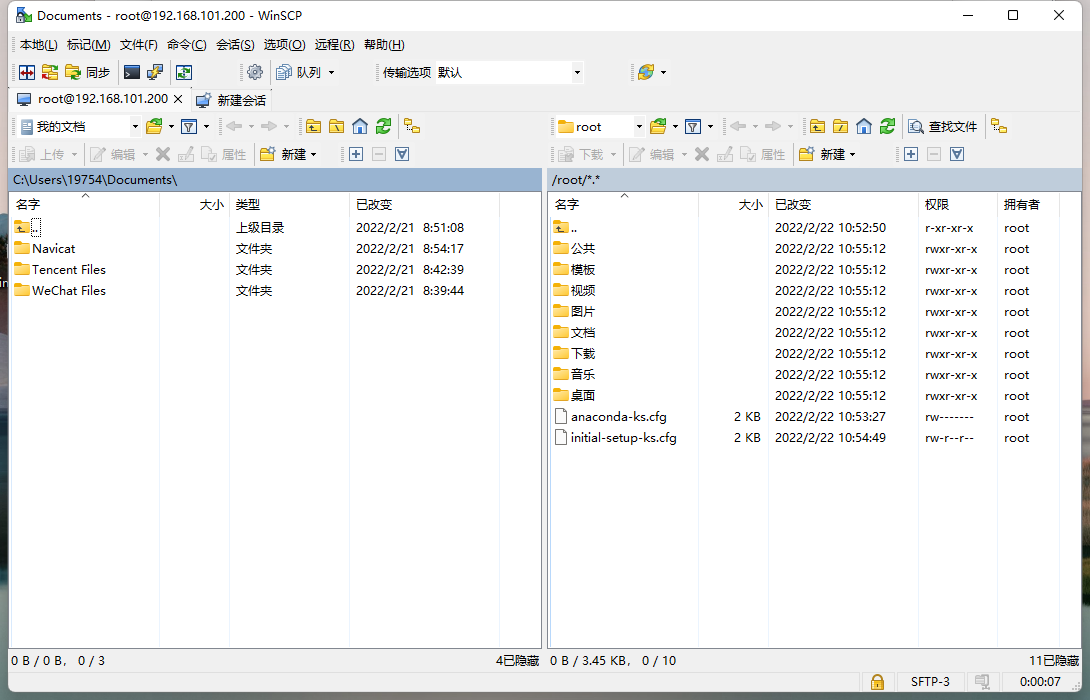 Documents - root@192.168.101.200 - WinSCP
本地(L) 标记(M) 文件(F) 命令(C) 会话(S) 选项(O) 远程(R) 帮助(H)
同步 队列 传输选项 默认
root@192.168.101.200 新建会话
我的文档 root 查找文件
上传 编辑 属性 新建 下载 编辑 属性 新建
C:\Users\19754\Documents\ /root/*.*
名字 大小 类型 已改变 名字 大小 已改变 权限 拥有者
.. 上级目录 2022/2/21 8:51:08 .. 2022/2/22 10:52:50 r-xr-xr-x root
Navicat 文件夹 2022/2/21 8:54:17 公共 2022/2/22 10:55:12 rwxr-xr-x root
Tencent Files 文件夹 2022/2/21 8:42:39 模板 2022/2/22 10:55:12 rwxr-xr-x root
WeChat Files 文件夹 2022/2/21 8:39:44 视频 2022/2/22 10:55:12 rwxr-xr-x root
图片 2022/2/22 10:55:12 rwxr-xr-x root
文档 2022/2/22 10:55:12 rwxr-xr-x root
下载 2022/2/22 10:55:12 rwxr-xr-x root
音乐 2022/2/22 10:55:12 rwxr-xr-x root
桌面 2022/2/22 10:55:12 rwxr-xr-x root
anaconda-ks.cfg 2 KB 2022/2/22 10:53:27 rw------- root
initial-setup-ks.cfg 2 KB 2022/2/22 10:54:49 rw-r--r-- root
0 B / 0 B， 0 / 3 4已隐藏 0 B / 3.45 KB， 0 / 10 11已隐藏
SFTP-3 0:00:07